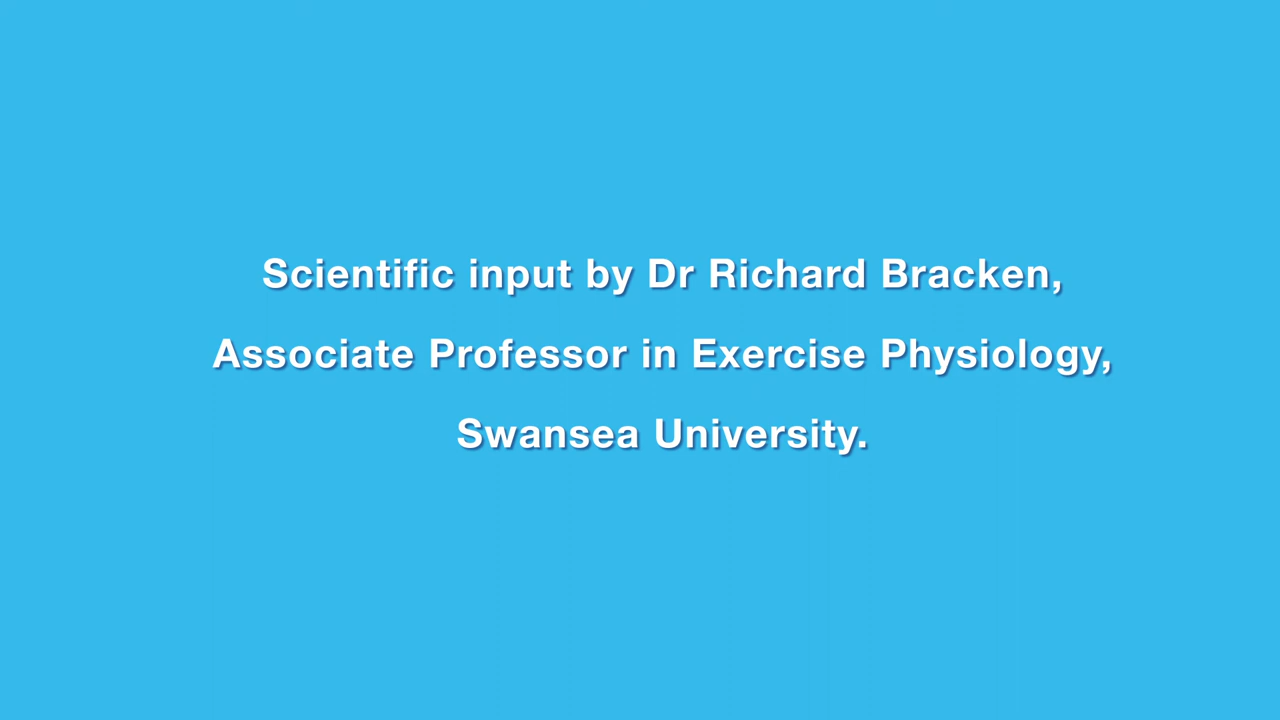 Scientific input by Dr Richard Bracken,
Associate Professor in Exercise Physiology,
Swansea University.